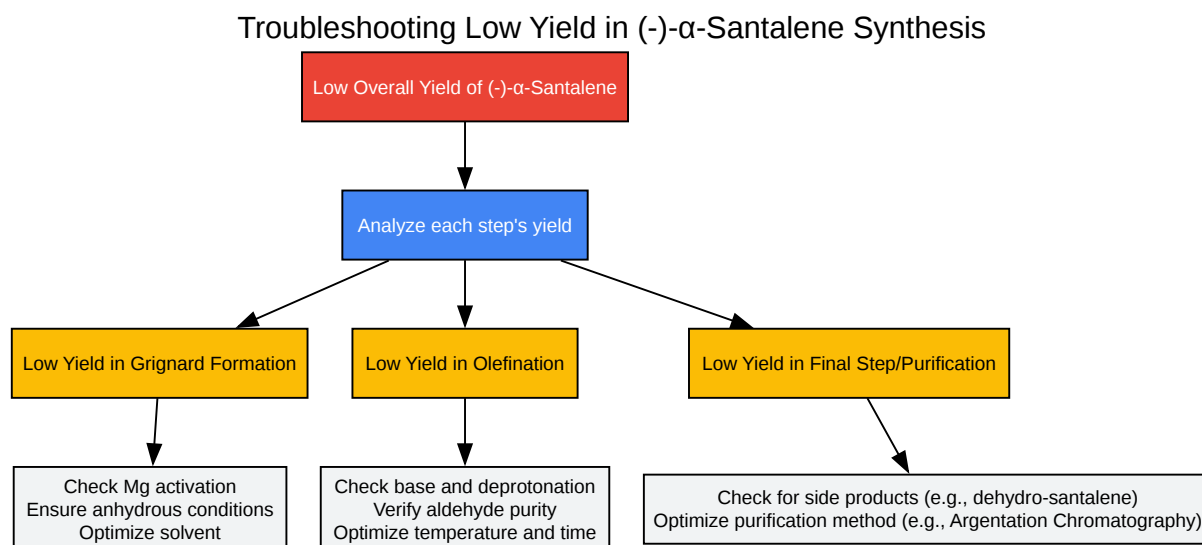 Troubleshooting Low Yield in (-)-α-Santalene Synthesis
Low Overall Yield of (-)-α-Santalene
Analyze each step's yield
Low Yield in Grignard Formation
Low Yield in Olefination
Low Yield in Final Step/Purification
Check Mg activation
Ensure anhydrous conditions
Optimize solvent
Check base and deprotonation
Verify aldehyde purity
Optimize temperature and time
Check for side products (e.g., dehydro-santalene)
Optimize purification method (e.g., Argentation Chromatography)